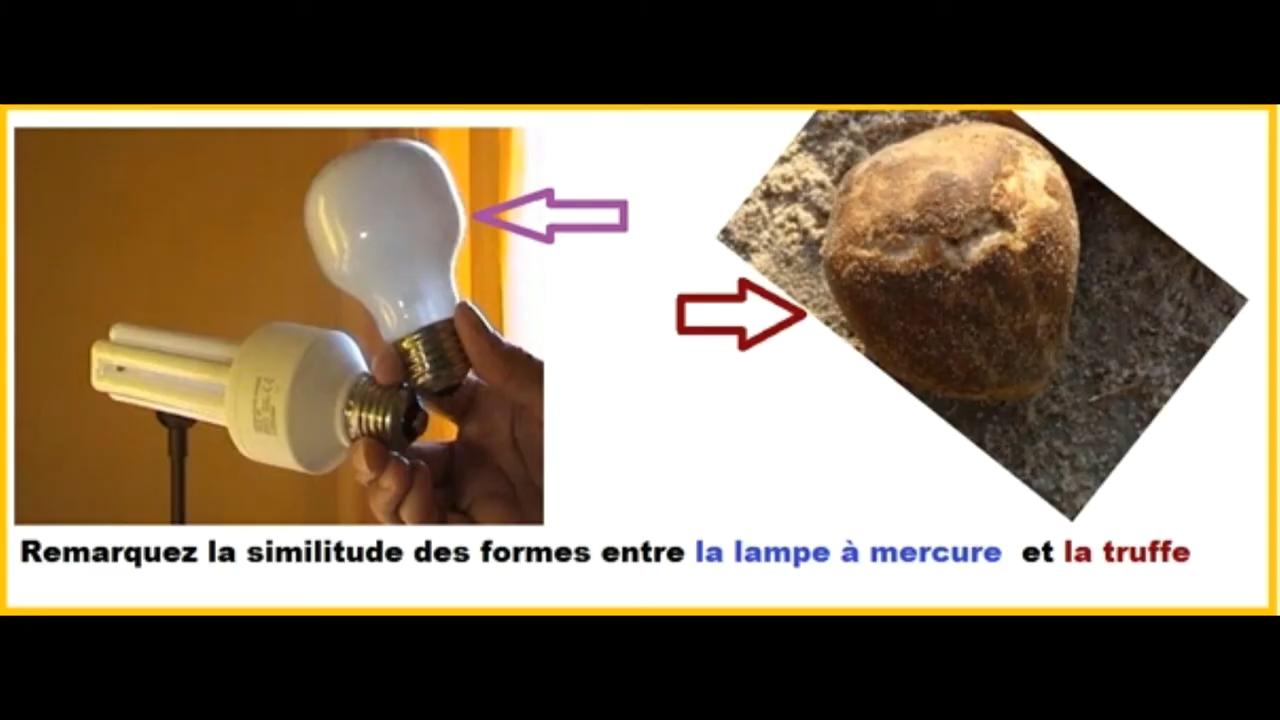 Remarquez la similitude des formes entre la lampe à mercure et la truffe